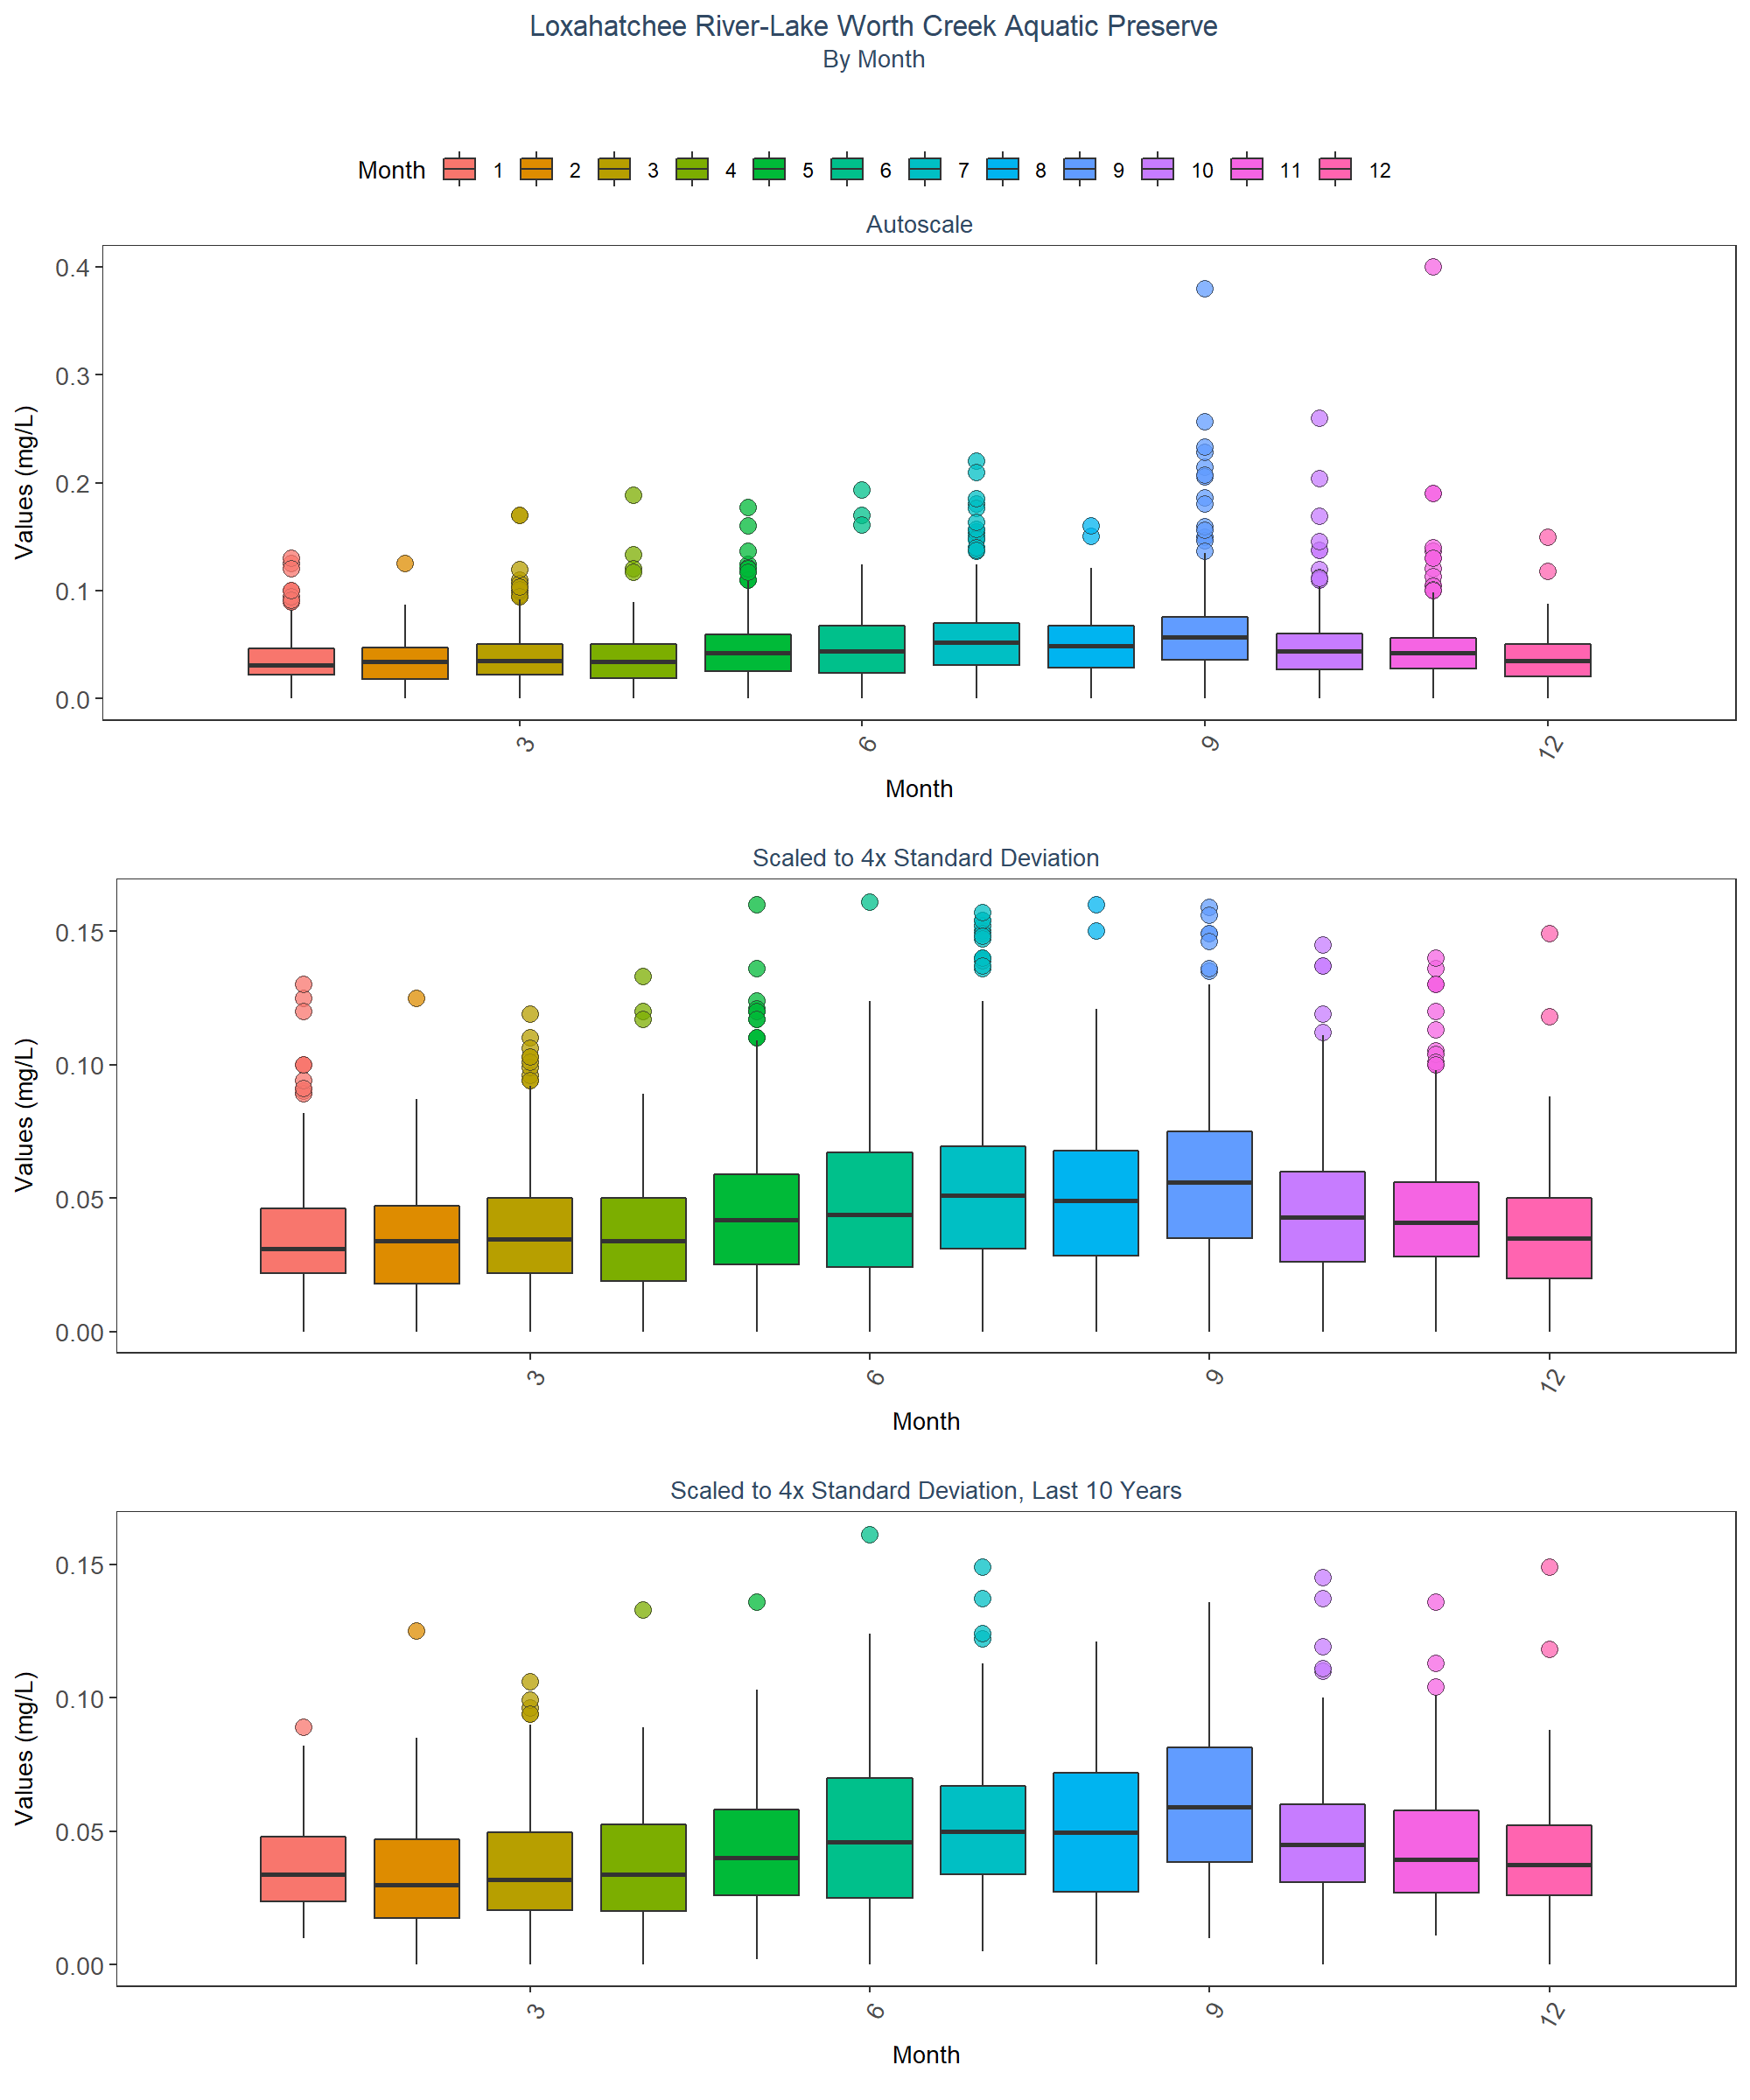 Loxahatchee River-Lake Worth Creek Aquatic Preserve
By Month
Month 1 2 3 4 5 6 7 8 9 10 11 12
Autoscale
Values (mg/L)
0.4
0.3
0.2
0.1
0.0
3 6 9 12
Month
Scaled to 4x Standard Deviation
Values (mg/L)
0.15
0.10
0.05
0.00
3 6 9 12
Month
Scaled to 4x Standard Deviation, Last 10 Years
Values (mg/L)
0.15
0.10
0.05
0.00
3 6 9 12
Month